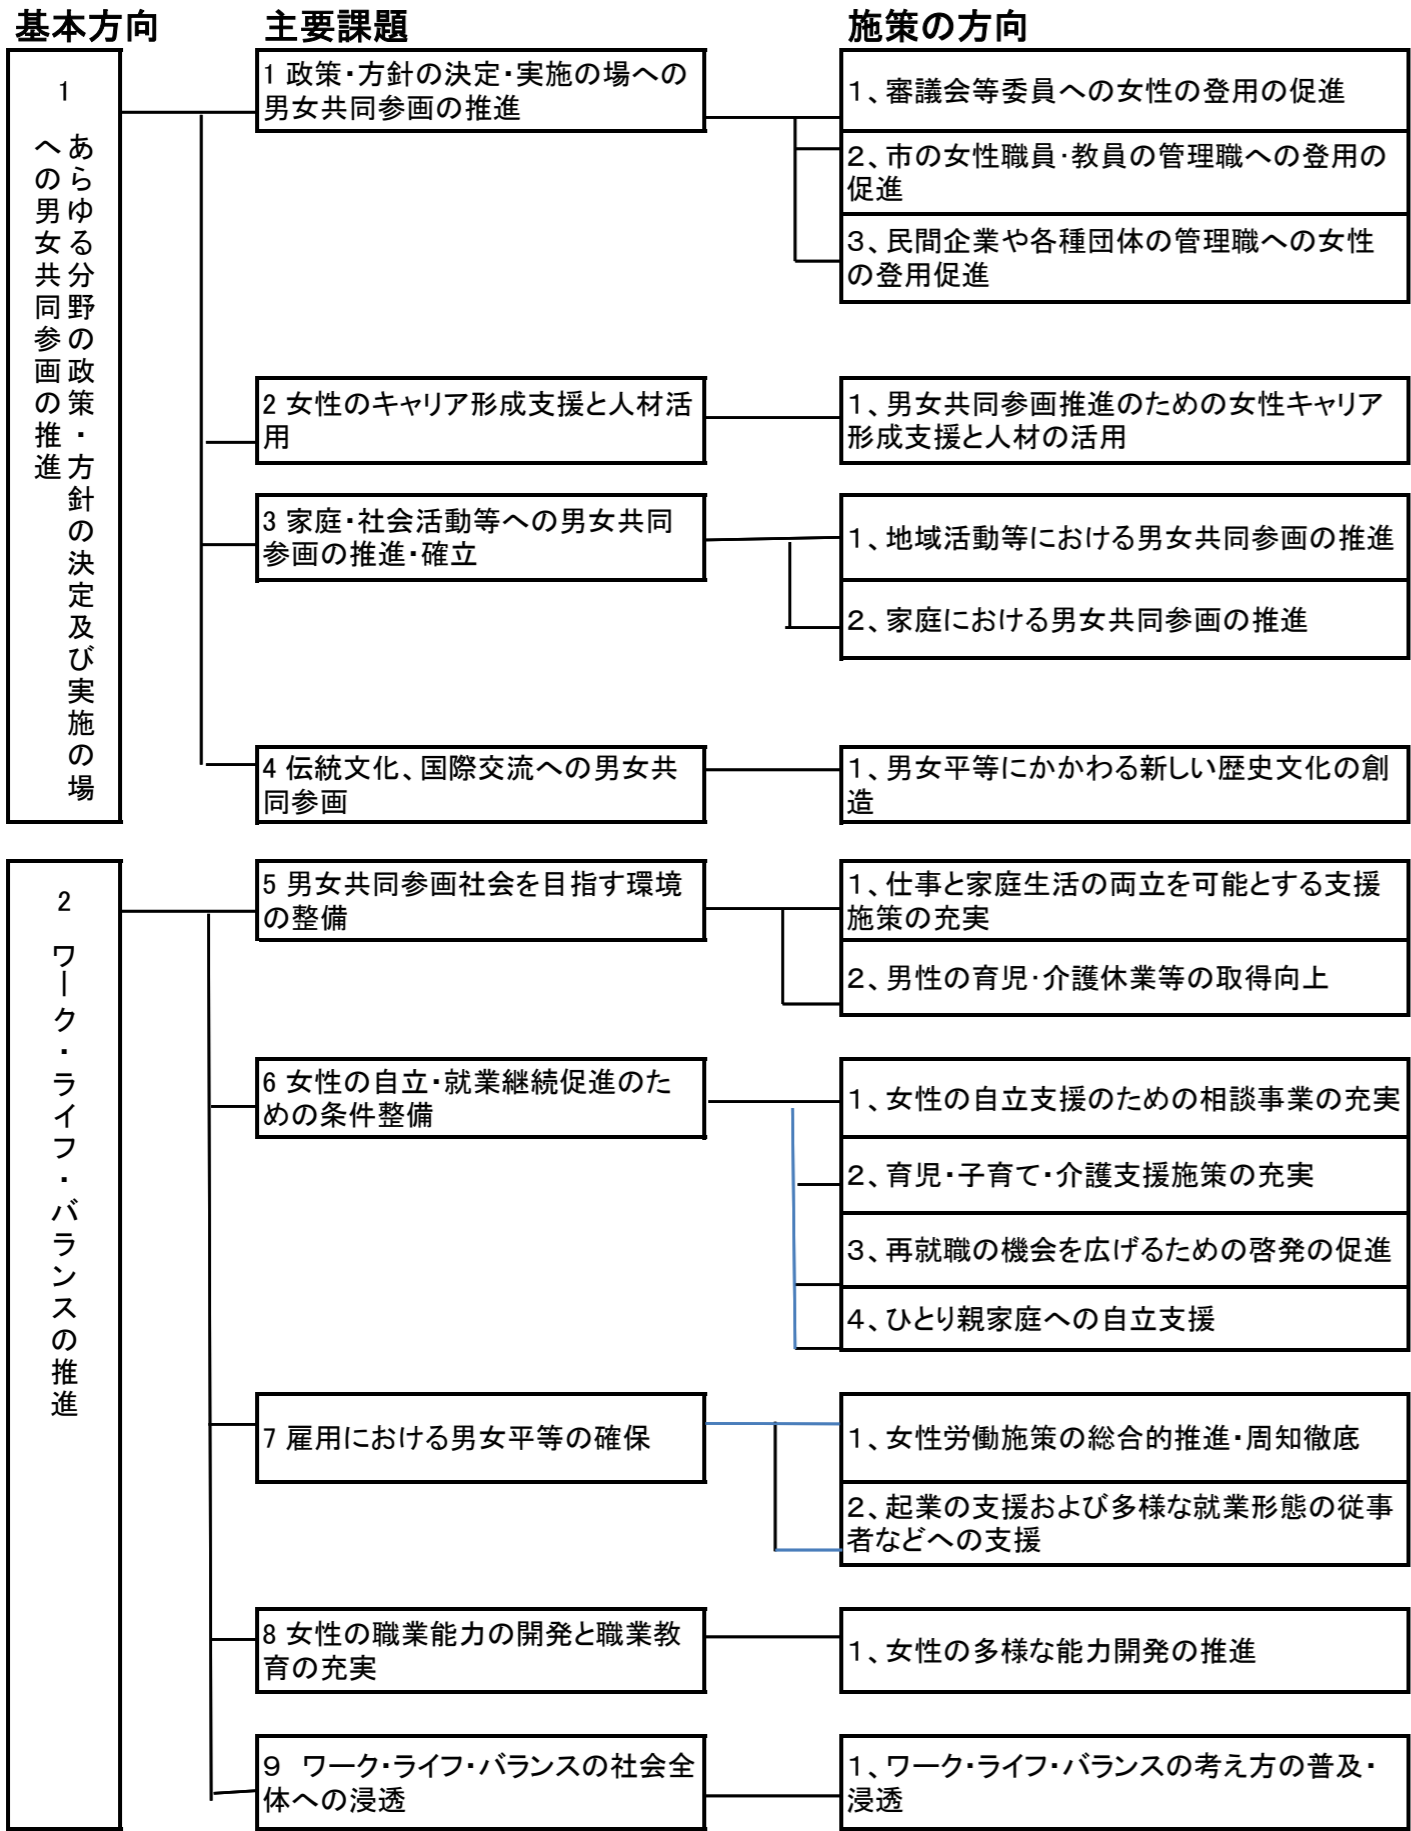 基本方向
主要課題
施策の方向
1
あらゆる分野の政策・方針の決定及び実施の場
への男女共同参画の推進
1 政策・方針の決定・実施の場への
男女共同参画の推進
1、審議会等委員への女性の登用の促進
2、市の女性職員・教員の管理職への登用の
促進
3、民間企業や各種団体の管理職への女性
の登用促進
2 女性のキャリア形成支援と人材活
用
1、男女共同参画推進のための女性キャリア
形成支援と人材の活用
3 家庭・社会活動等への男女共同
参画の推進・確立
1、地域活動等における男女共同参画の推進
2、家庭における男女共同参画の推進
4 伝統文化、国際交流への男女共
同参画
1、男女平等にかかわる新しい歴史文化の創
造
2
ワーク・ライフ・バランスの推進
5 男女共同参画社会を目指す環境
の整備
1、仕事と家庭生活の両立を可能とする支援
施策の充実
2、男性の育児・介護休業等の取得向上
6 女性の自立・就業継続促進のた
めの条件整備
1、女性の自立支援のための相談事業の充実
2、育児・子育て・介護支援施策の充実
3、再就職の機会を広げるための啓発の促進
4、ひとり親家庭への自立支援
7 雇用における男女平等の確保
1、女性労働施策の総合的推進・周知徹底
2、起業の支援および多様な就業形態の従事
者などへの支援
8 女性の職業能力の開発と職業教
育の充実
1、女性の多様な能力開発の推進
9　ワーク・ライフ・バランスの社会全
体への浸透
1、ワーク・ライフ・バランスの考え方の普及・
浸透